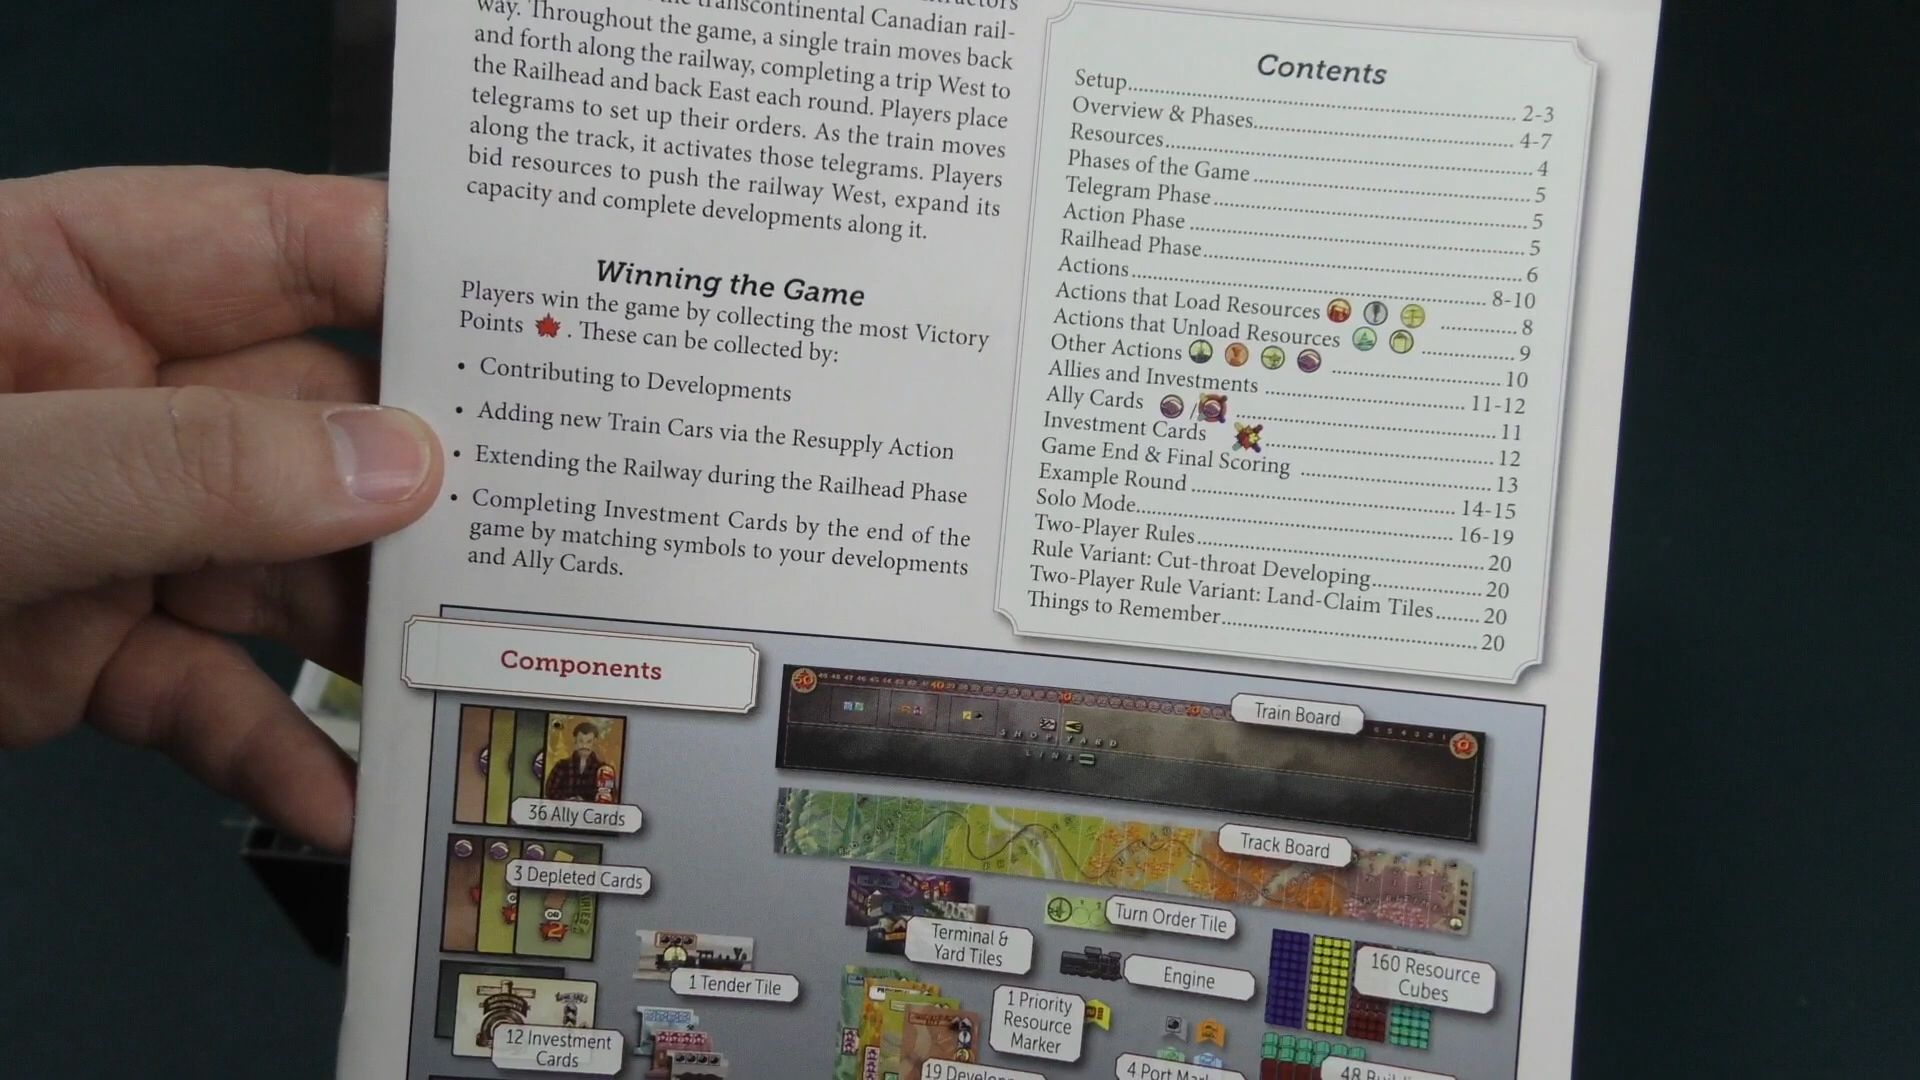 transcontinental Canadian rail-
way. Throughout the game, a single train moves back
and forth along the railway, completing a trip West to
the Railhead and back East each round. Players place
telegrams to set up their orders. As the train moves
along the track, it activates those telegrams. Players
bid resources to push the railway West, expand its
capacity and complete developments along it.
Winning the Game
Players win the game by collecting the most Victory
Points . These can be collected by:
• Contributing to Developments
• Adding new Train Cars via the Resupply Action
• Extending the Railway during the Railhead Phase
• Completing Investment Cards by the end of the
game by matching symbols to your developments
and Ally Cards.
Contents
Setup.......... 2-3
Overview & Phases.......... 4-7
Resources.......... 4
Phases of the Game.......... 5
Telegram Phase.......... 5
Action Phase.......... 5
Railhead Phase.......... 6
Actions.......... 8-10
Actions that Load Resources .......... 8
Actions that Unload Resources .......... 9
Other Actions .......... 10
Allies and Investments .......... 11-12
Ally Cards / .......... 11
Investment Cards .......... 12
Game End & Final Scoring .......... 13
Example Round .......... 14-15
Solo Mode.......... 16-19
Two-Player Rules.......... 20
Rule Variant: Cut-throat Developing.......... 20
Two-Player Rule Variant: Land-Claim Tiles........ 20
Things to Remember.......... 20
Components
50
40
Train Board
SHOP YARD
LINE
36 Ally Cards
Track Board
EAST
3 Depleted Cards
OR
2
Turn Order Tile
Terminal &
Yard Tiles
1 Tender Tile
Engine
160 Resource
Cubes
1 Priority
Resource
Marker
12 Investment
Cards